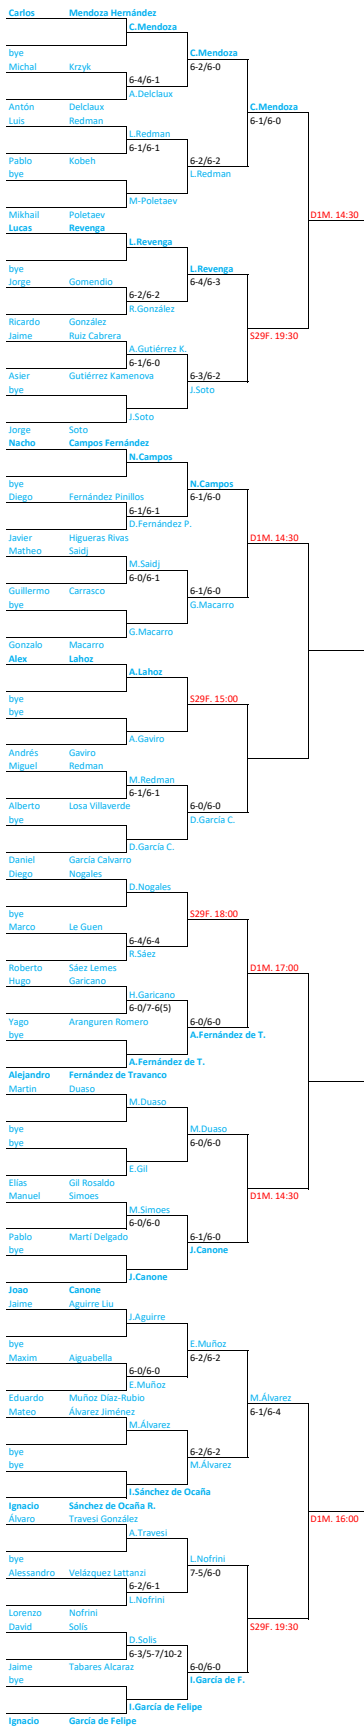 Carlos Mendoza Hernández
C.Mendoza
bye
C.Mendoza
Michal Krzyk
6-2/6-0
6-4/6-1
A.Delclaux
Antón Delclaux
C.Mendoza
Luis Redman
6-1/6-0
L.Redman
6-1/6-1
Pablo Kobeh
6-2/6-2
bye
L.Redman
M-Poletaev
Mikhail Poletaev
D1M. 14:30
Lucas Revenga
L.Revenga
bye
L.Revenga
Jorge Gomendio
6-4/6-3
6-2/6-2
R.González
Ricardo González
Jaime Ruiz Cabrera
S29F. 19:30
A.Gutiérrez K.
6-1/6-0
Asier Gutiérrez Kamenova
6-3/6-2
bye
J.Soto
J.Soto
Jorge Soto
Nacho Campos Fernández
N.Campos
bye
N.Campos
Diego Fernández Pinillos
6-1/6-0
6-1/6-1
D.Fernández P.
Javier Higueras Rivas
D1M. 14:30
Matheo Saidj
M.Saidj
6-0/6-1
Guillermo Carrasco
6-1/6-0
bye
G.Macarro
G.Macarro
Gonzalo Macarro
Alex Lahoz
A.Lahoz
bye
S29F. 15:00
bye
A.Gaviro
Andrés Gaviro
Miguel Redman
M.Redman
6-1/6-1
Alberto Losa Villaverde
6-0/6-0
bye
D.García C.
D.García C.
Daniel García Calvarro
Diego Nogales
D.Nogales
bye
S29F. 18:00
Marco Le Guen
6-4/6-4
R.Sáez
Roberto Sáez Lemes
D1M. 17:00
Hugo Garicano
H.Garicano
6-0/7-6(5)
Yago Aranguren Romero
6-0/6-0
bye
A.Fernández de T.
A.Fernández de T.
Alejandro Fernández de Travanco
Martin Duaso
M.Duaso
bye
M.Duaso
bye
6-0/6-0
E.Gil
Elías Gil Rosaldo
Manuel Simoes
D1M. 14:30
M.Simoes
6-0/6-0
Pablo Martí Delgado
6-1/6-0
bye
J.Canone
J.Canone
Joao Canone
Jaime Aguirre Liu
J.Aguirre
bye
E.Muñoz
Maxim Aiguabella
6-2/6-2
6-0/6-0
E.Muñoz
Eduardo Muñoz Díaz-Rubio
M.Álvarez
Mateo Álvarez Jiménez
6-1/6-4
M.Álvarez
bye
6-2/6-2
bye
M.Álvarez
I.Sánchez de Ocaña
Ignacio Sánchez de Ocaña R.
Álvaro Travesi González
D1M. 16:00
A.Travesi
bye
L.Nofrini
Alessandro Velázquez Lattanzi
7-5/6-0
6-2/6-1
L.Nofrini
Lorenzo Nofrini
David Solís
S29F. 19:30
D.Solis
6-3/5-7/10-2
Jaime Tabares Alcaraz
6-0/6-0
bye
I.García de F.
I.García de Felipe
Ignacio García de Felipe